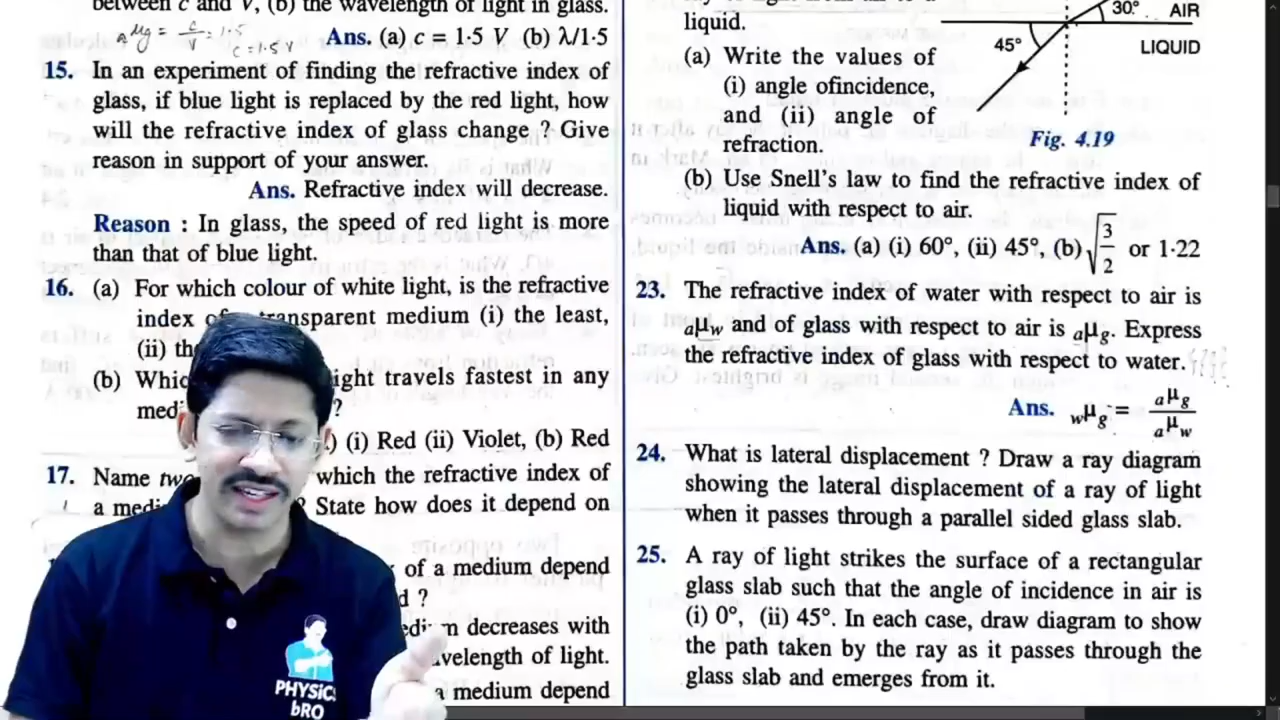 between c and V, (b) the wavelength of light in glass.
aμg = c/v = 1.5
c = 1.5 v
Ans. (a) c = 1·5 V (b) λ/1·5
15. In an experiment of finding the refractive index of
glass, if blue light is replaced by the red light, how
will the refractive index of glass change ? Give
reason in support of your answer.
Ans. Refractive index will decrease.
Reason : In glass, the speed of red light is more
than that of blue light.
16. (a) For which colour of white light, is the refractive
index of transparent medium (i) the least,
(ii) th
(b) Whic ight travels fastest in any
med ?
) (i) Red (ii) Violet, (b) Red
17. Name two which the refractive index of
a medi ? State how does it depend on
of a medium depend
d ?
edium decreases with
avelength of light.
a medium depend
PHYSiC
bRO
liquid.
(a) Write the values of
(i) angle ofincidence,
and (ii) angle of
refraction.
30° AIR
45° LIQUID
Fig. 4.19
(b) Use Snell's law to find the refractive index of
liquid with respect to air.
Ans. (a) (i) 60°, (ii) 45°, (b) √3/2 or 1·22
23. The refractive index of water with respect to air is
aμw and of glass with respect to air is aμg. Express
the refractive index of glass with respect to water.
Ans. wμg = aμg / aμw
24. What is lateral displacement ? Draw a ray diagram
showing the lateral displacement of a ray of light
when it passes through a parallel sided glass slab.
25. A ray of light strikes the surface of a rectangular
glass slab such that the angle of incidence in air is
(i) 0°, (ii) 45°. In each case, draw diagram to show
the path taken by the ray as it passes through the
glass slab and emerges from it.